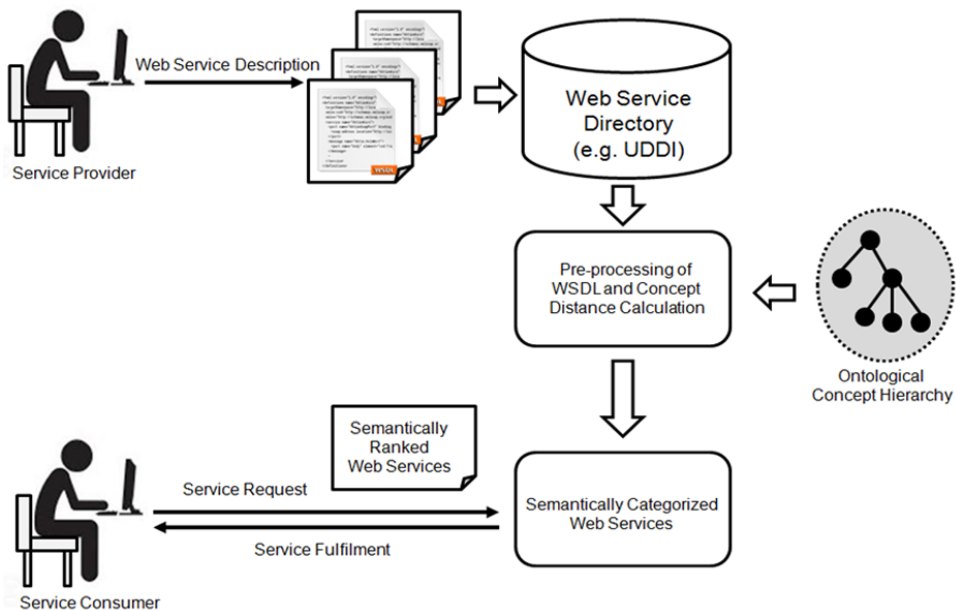 Web Service Description
Service Provider
WSDL
Web Service
Directory
(e.g. UDDI)
Pre-processing of
WSDL and Concept
Distance Calculation
Ontological
Concept Hierarchy
Semantically
Ranked
Web Services
Service Request
Service Fulfilment
Semantically Categorized
Web Services
Service Consumer